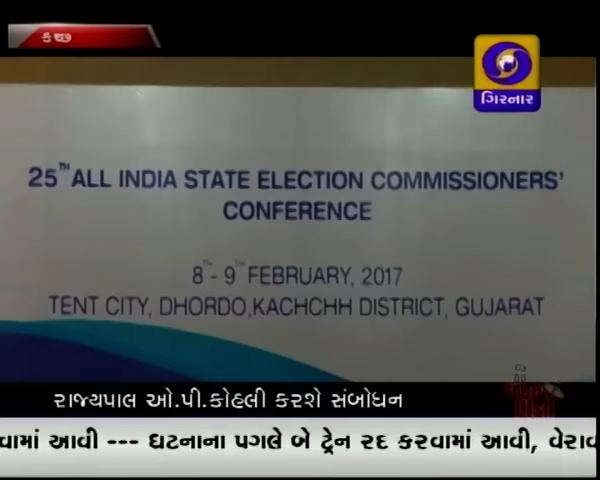 કચ્છ
ગિરનાર
25TH ALL INDIA STATE ELECTION COMMISSIONERS'
CONFERENCE
8TH - 9TH FEBRUARY, 2017
TENT CITY, DHORDO, KACHCHH DISTRICT, GUJARAT
રાજ્યપાલ ઓ.પી.કોહલી કરશે સંબોધન
વામાં આવી --- ઘટનાના પગલે બે ટ્રેન રદ કરવામાં આવી, વેરાવ